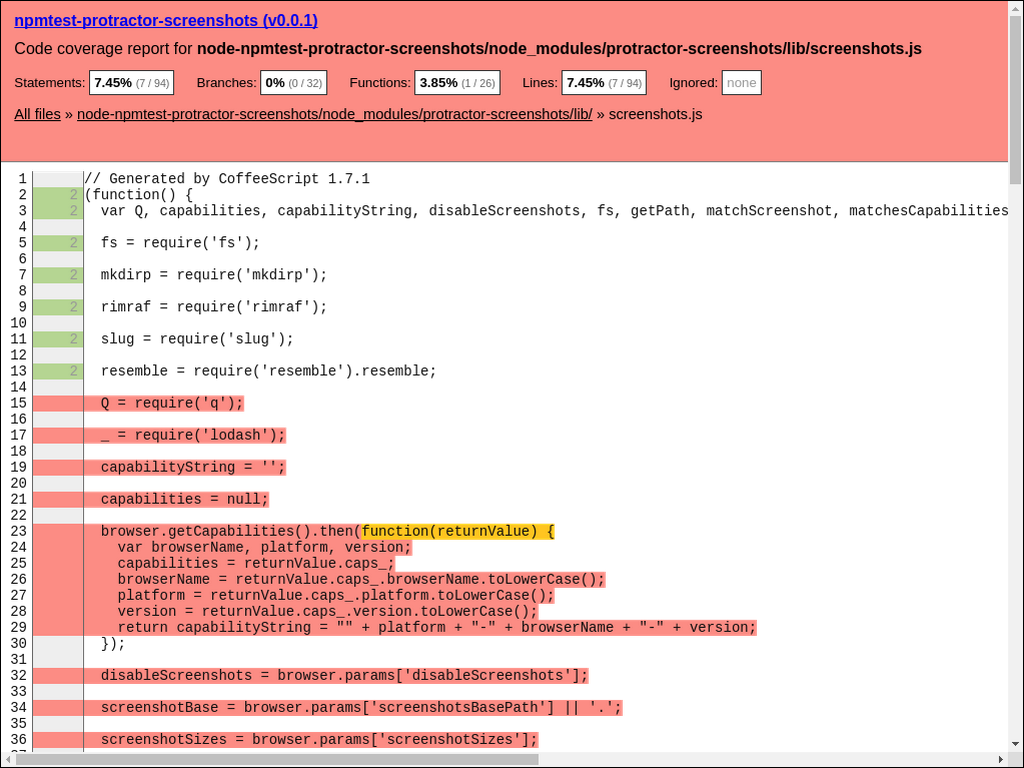 npmtest-protractor-screenshots (v0.0.1)
Code coverage report for node-npmtest-protractor-screenshots/node_modules/protractor-screenshots/lib/screenshots.js
Statements: 7.45% (7 / 94) Branches: 0% (0 / 32) Functions: 3.85% (1 / 26) Lines: 7.45% (7 / 94) Ignored: none
All files » node-npmtest-protractor-screenshots/node_modules/protractor-screenshots/lib/ » screenshots.js
1 // Generated by CoffeeScript 1.7.1
2 2 (function() {
3 2 var Q, capabilities, capabilityString, disableScreenshots, fs, getPath, matchScreenshot, matchesCapabilities
4
5 2 fs = require('fs');
6
7 2 mkdirp = require('mkdirp');
8
9 2 rimraf = require('rimraf');
10
11 2 slug = require('slug');
12
13 2 resemble = require('resemble').resemble;
14
15 Q = require('q');
16
17 _ = require('lodash');
18
19 capabilityString = '';
20
21 capabilities = null;
22
23 browser.getCapabilities().then(function(returnValue) {
24 var browserName, platform, version;
25 capabilities = returnValue.caps_;
26 browserName = returnValue.caps_.browserName.toLowerCase();
27 platform = returnValue.caps_.platform.toLowerCase();
28 version = returnValue.caps_.version.toLowerCase();
29 return capabilityString = "" + platform + "-" + browserName + "-" + version;
30 });
31
32 disableScreenshots = browser.params['disableScreenshots'];
33
34 screenshotBase = browser.params['screenshotsBasePath'] || '.';
35
36 screenshotSizes = browser.params['screenshotSizes'];